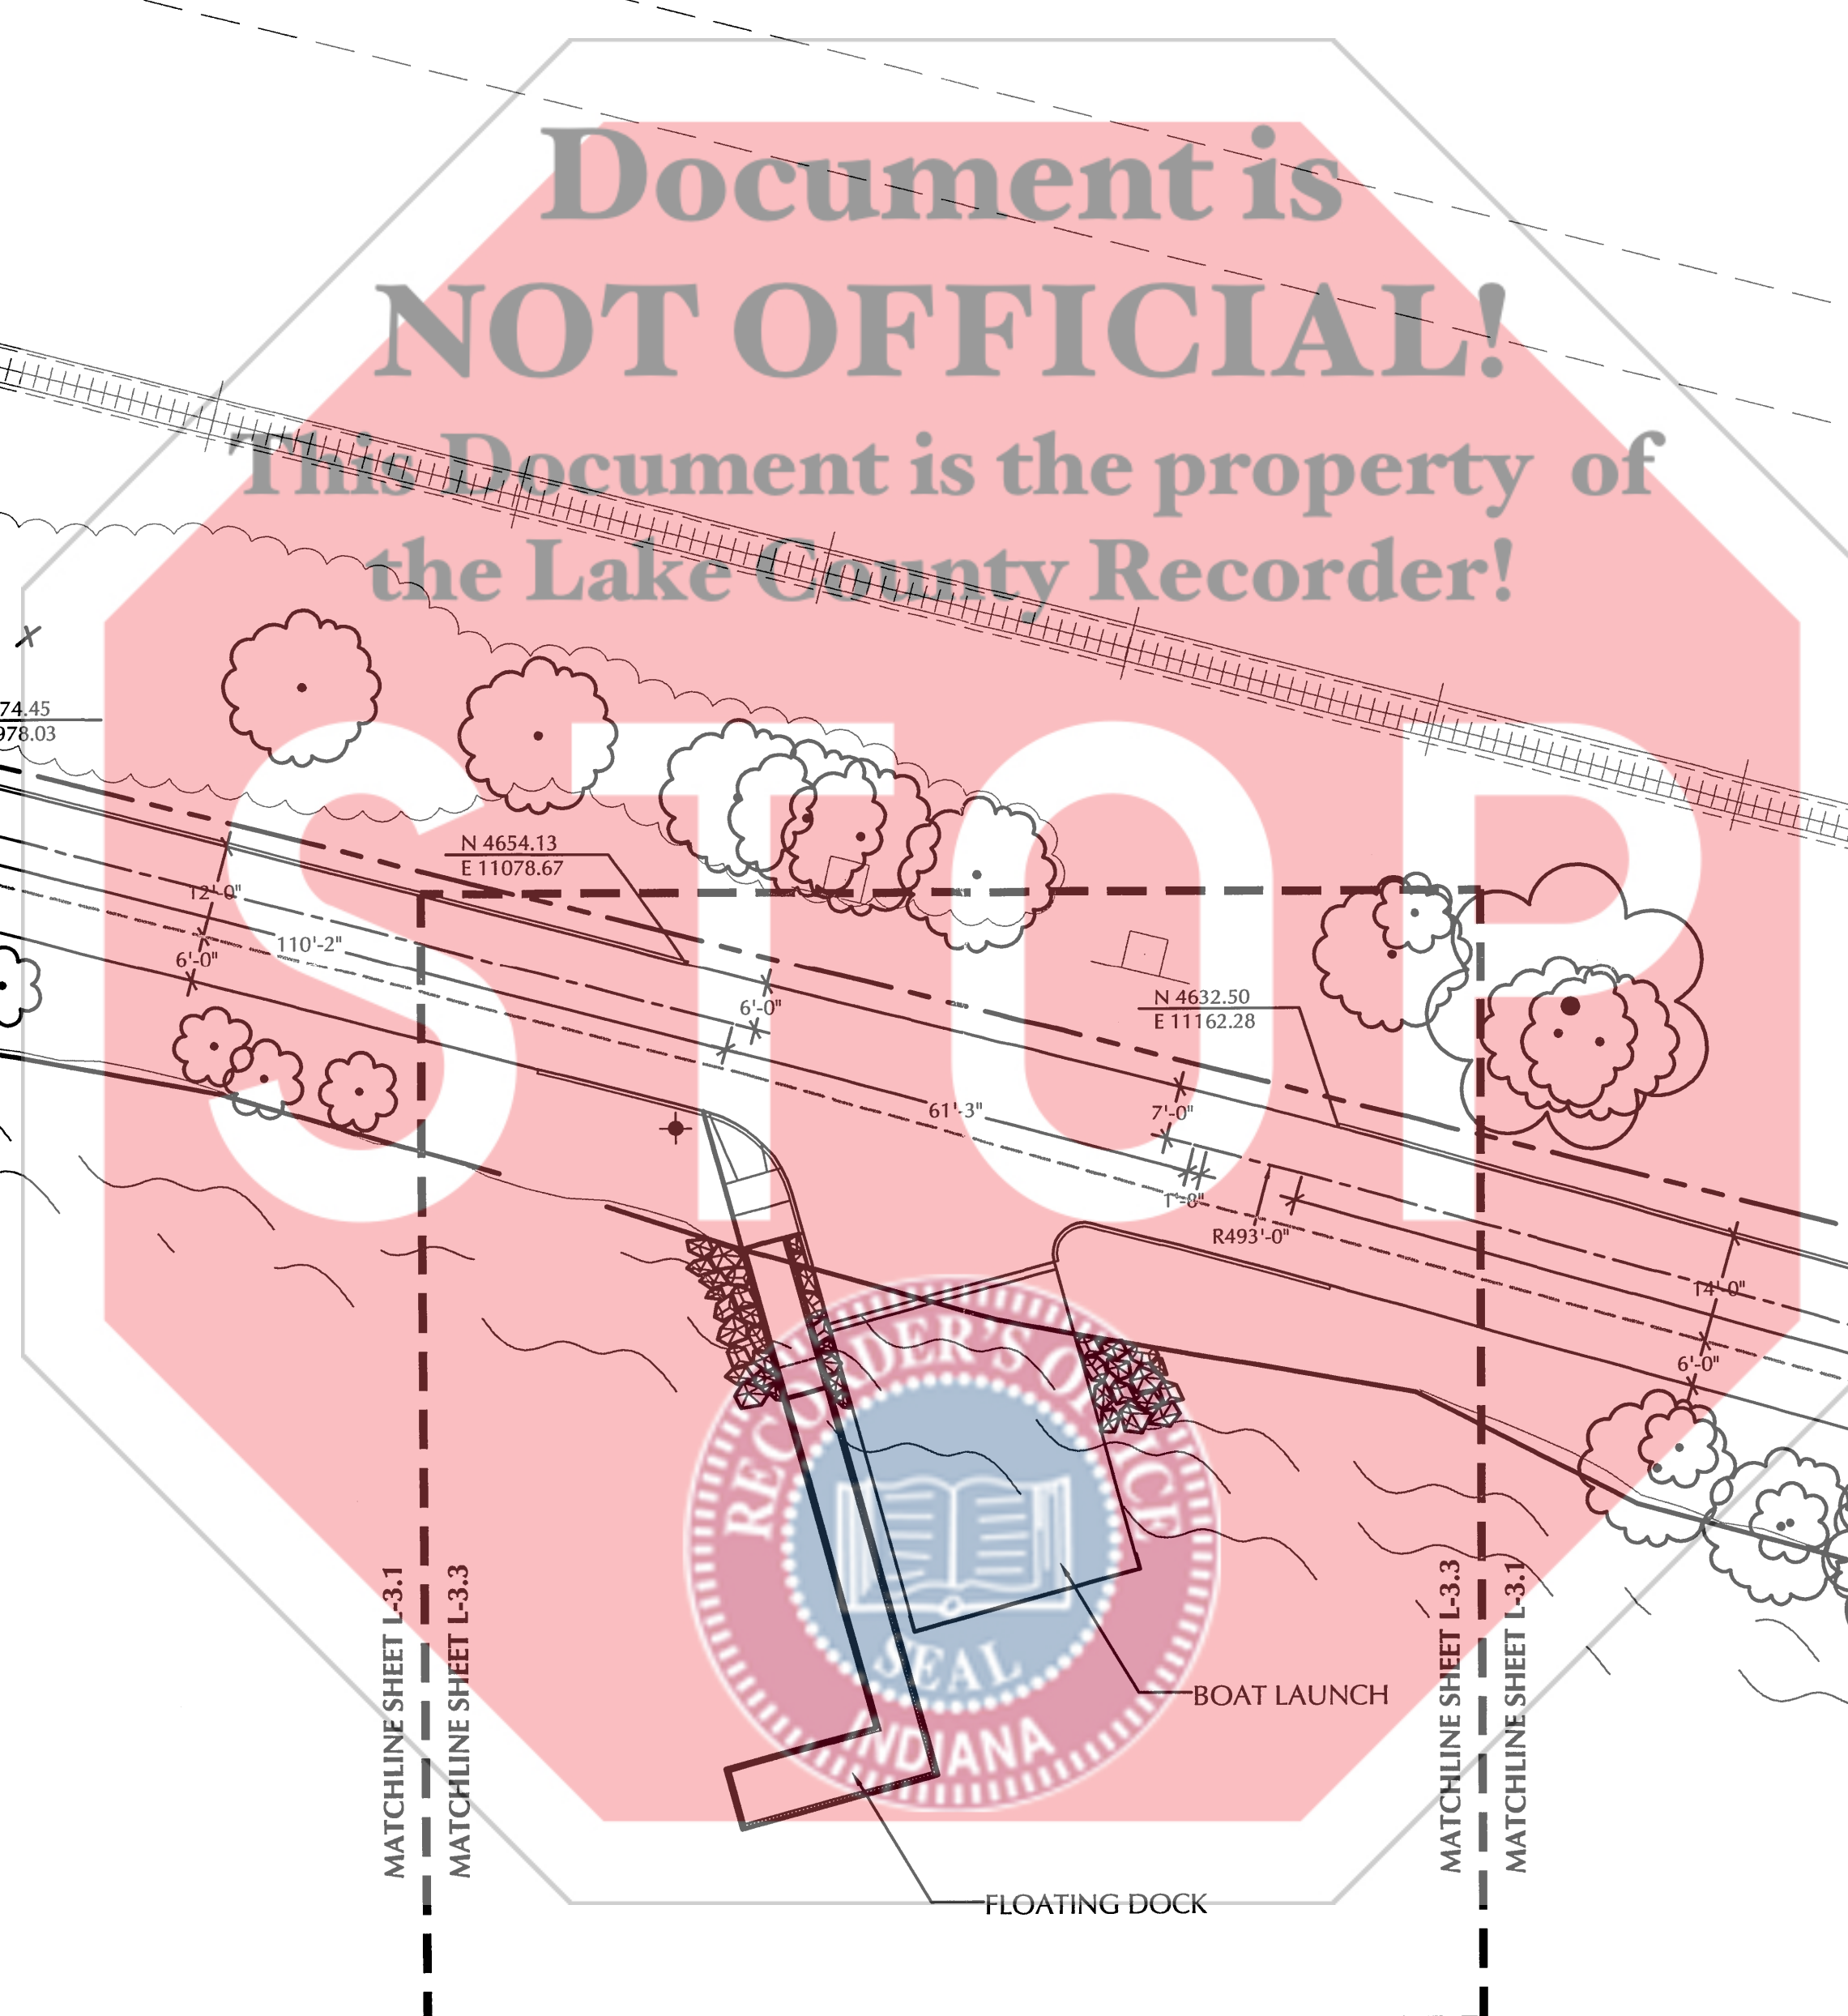 Document is
NOT OFFICIAL!
This Document is the property of
the Lake County Recorder!
STOP
74.45
978.03
N 4654.13
E 11078.67
12'-0"
110'-2"
6'-0"
6'-0"
N 4632.50
E 11162.28
61'-3"
7'-0"
1'-8"
R493'-0"
14'-0"
6'-0"
RECORDER'S OFFICE
SEAL
INDIANA
MATCHLINE SHEET L-3.1
MATCHLINE SHEET L-3.3
MATCHLINE SHEET L-3.3
MATCHLINE SHEET L-3.1
BOAT LAUNCH
FLOATING DOCK